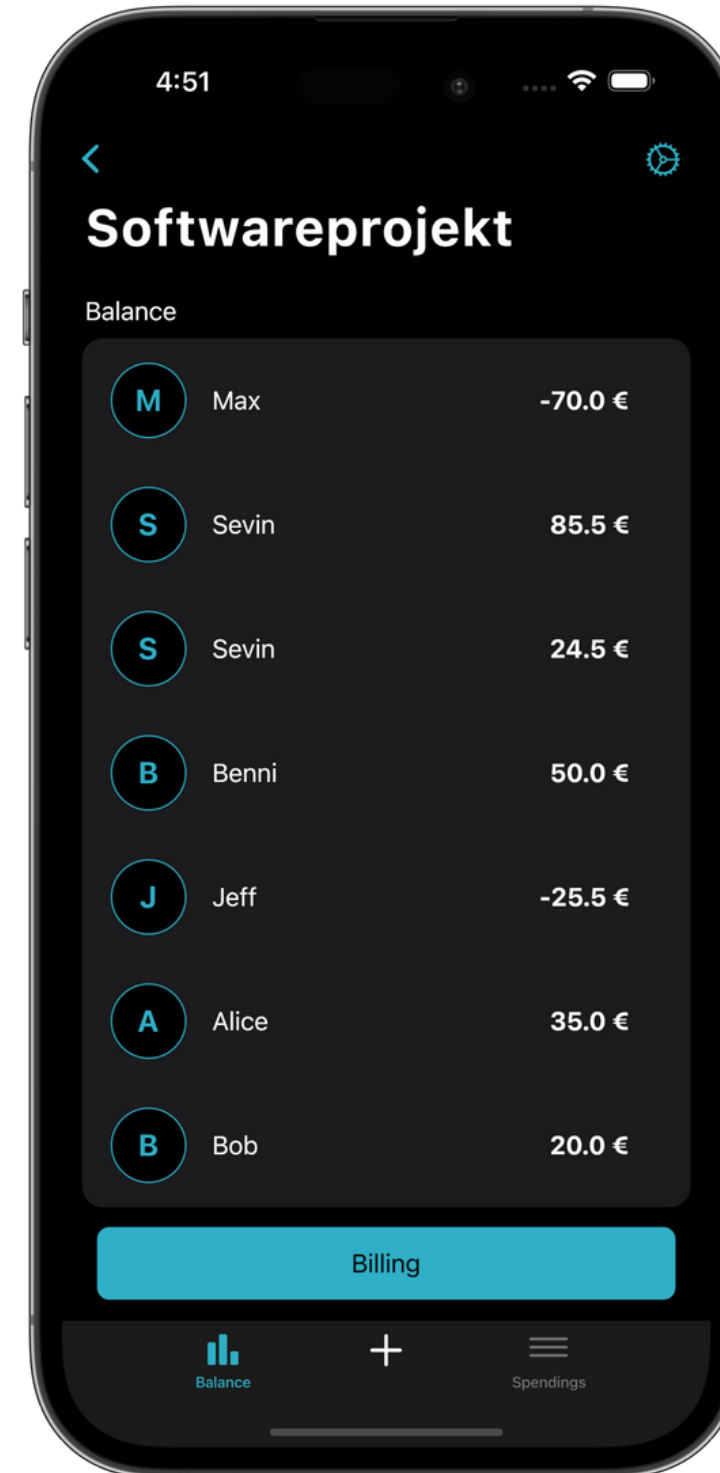 4:51
Softwareprojekt
Balance
M Max -70.0 €
S Sevin 85.5 €
S Sevin 24.5 €
B Benni 50.0 €
J Jeff -25.5 €
A Alice 35.0 €
B Bob 20.0 €
Billing
Balance Spendings